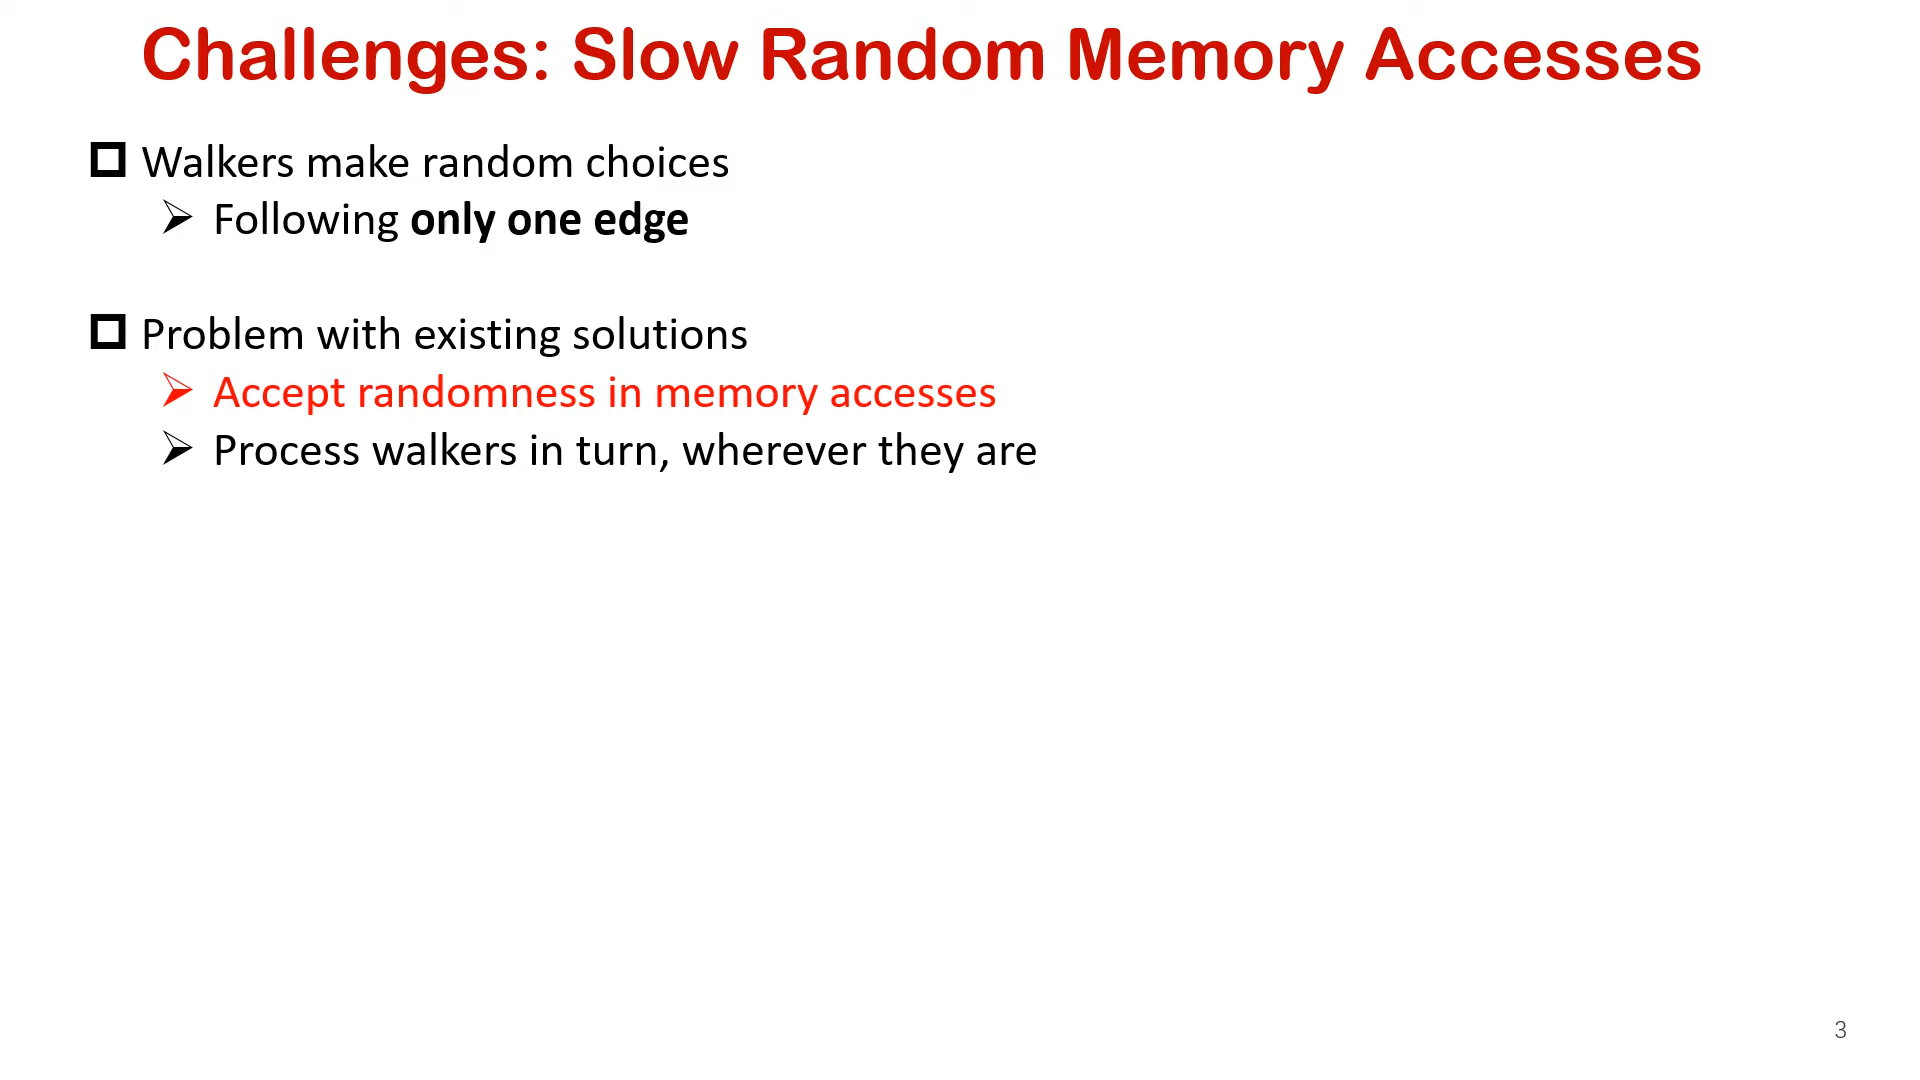 Challenges: Slow Random Memory Accesses
Walkers make random choices
Following only one edge
Problem with existing solutions
Accept randomness in memory accesses
Process walkers in turn, wherever they are
3